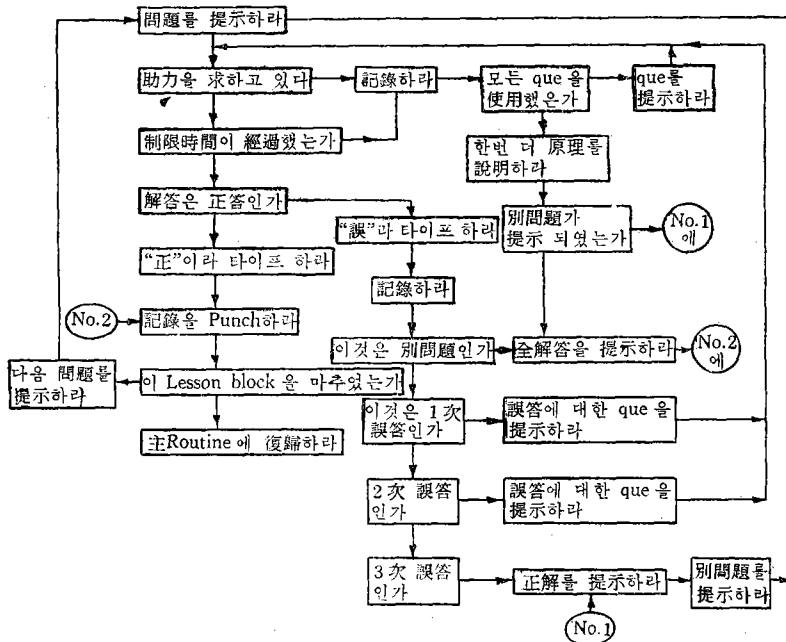 問題를 提示하라
助力을 求하고 있다
記錄하라
모든 que을
使用했은가
que를
提示하라
制限時間이 經過했는가
한번 더 原理를
說明하라
解答은 正答인가
"誤"라 타이프 하라
別問題가
提示 되였는가
No.1
에
"正"이라 타이프 하라
記錄하라
No.2
記錄을 Punch하라
이것은 別問題인가
全解答을 提示하라
No.2
에
다음 問題를
提示하라
이 Lesson block을 마추었는가
이것은 1次
誤答인가
誤答에 대한 que을
提示하라
主Routine에 復歸하라
2次 誤答
인가
誤答에 대한 que을
提示하라
3次 誤答
인가
正解를 提示하라
別問題를
提示하라
No.1